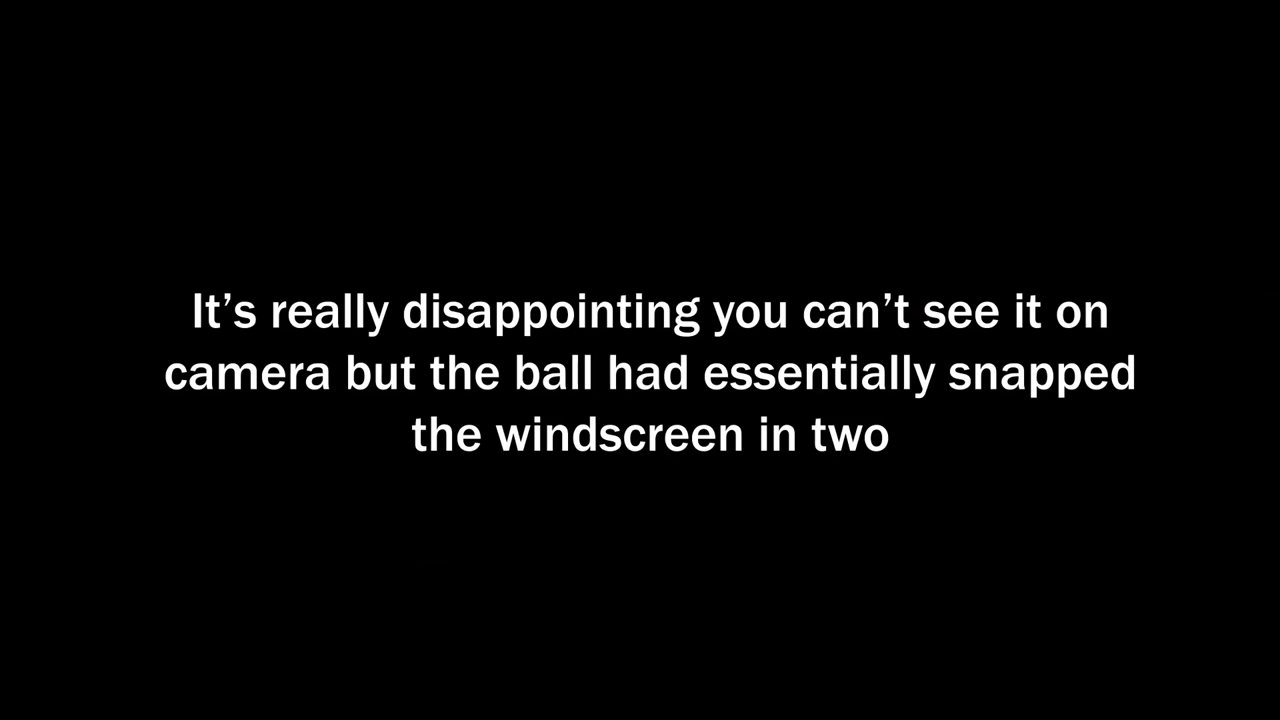 It’s really disappointing you can’t see it on
camera but the ball had essentially snapped
the windscreen in two